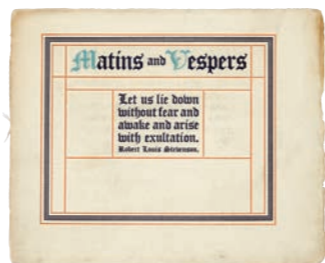 Matins and Vespers
Let us lie down
without fear and
awake and arise
with exultation.
Robert Louis Stevenson.